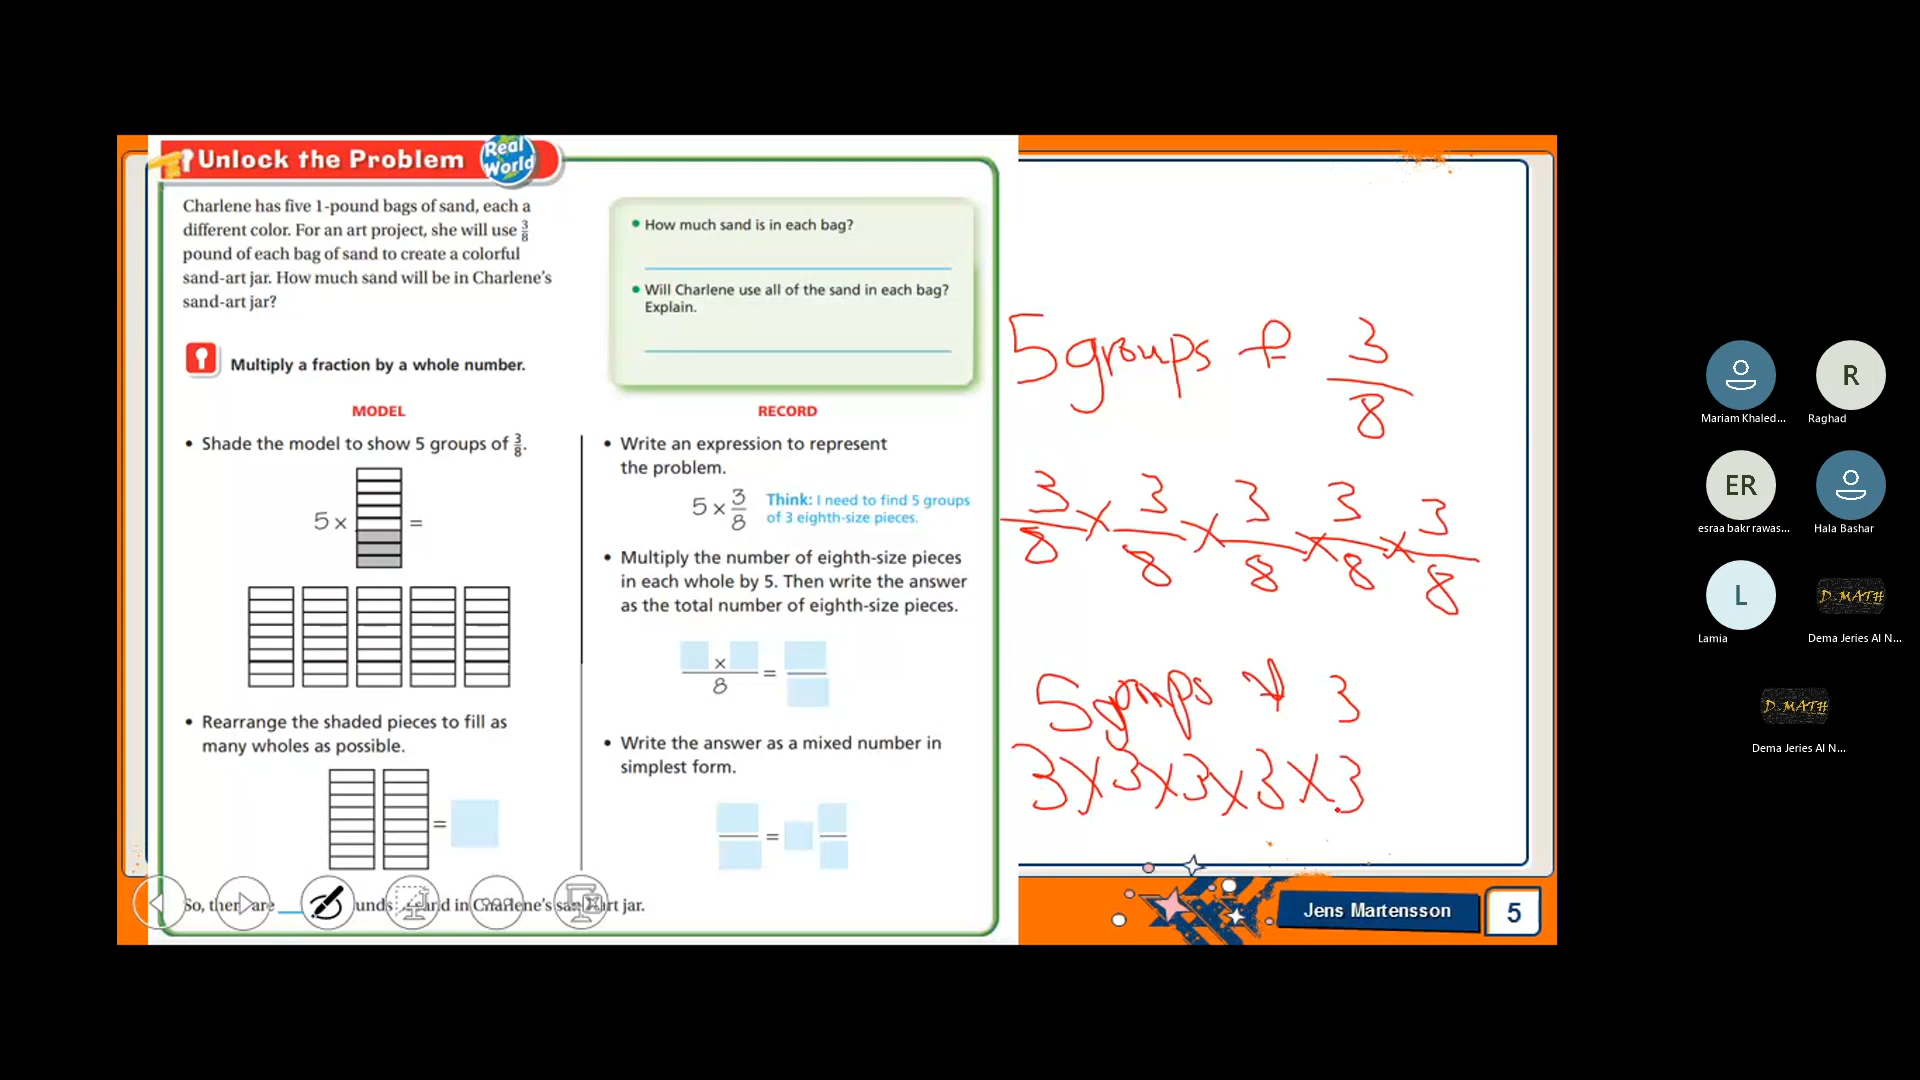 Unlock the Problem Real World
Charlene has five 1-pound bags of sand, each a
different color. For an art project, she will use 3/8
pound of each bag of sand to create a colorful
sand-art jar. How much sand will be in Charlene's
sand-art jar?
• How much sand is in each bag?
• Will Charlene use all of the sand in each bag?
Explain.
Multiply a fraction by a whole number.
MODEL
• Shade the model to show 5 groups of 3/8.
5 × =
• Rearrange the shaded pieces to fill as
many wholes as possible.
=
RECORD
• Write an expression to represent
the problem.
5 × 3/8
Think: I need to find 5 groups
of 3 eighth-size pieces.
• Multiply the number of eighth-size pieces
in each whole by 5. Then write the answer
as the total number of eighth-size pieces.
×
8
=
• Write the answer as a mixed number in
simplest form.
=
So, there are in Charlene's art jar.
5 groups 3/8
3/8 × 3/8 × 3/8 × 3/8 × 3/8
5 groups 3
3 × 3 × 3 × 3 × 3
Jens Martensson
5
Mariam Khaled...
R
Raghad
ER
esraa bakr rawas...
Hala Bashar
L
Lamia
D.MATH
Dema Jeries Al N...
D.MATH
Dema Jeries Al N...